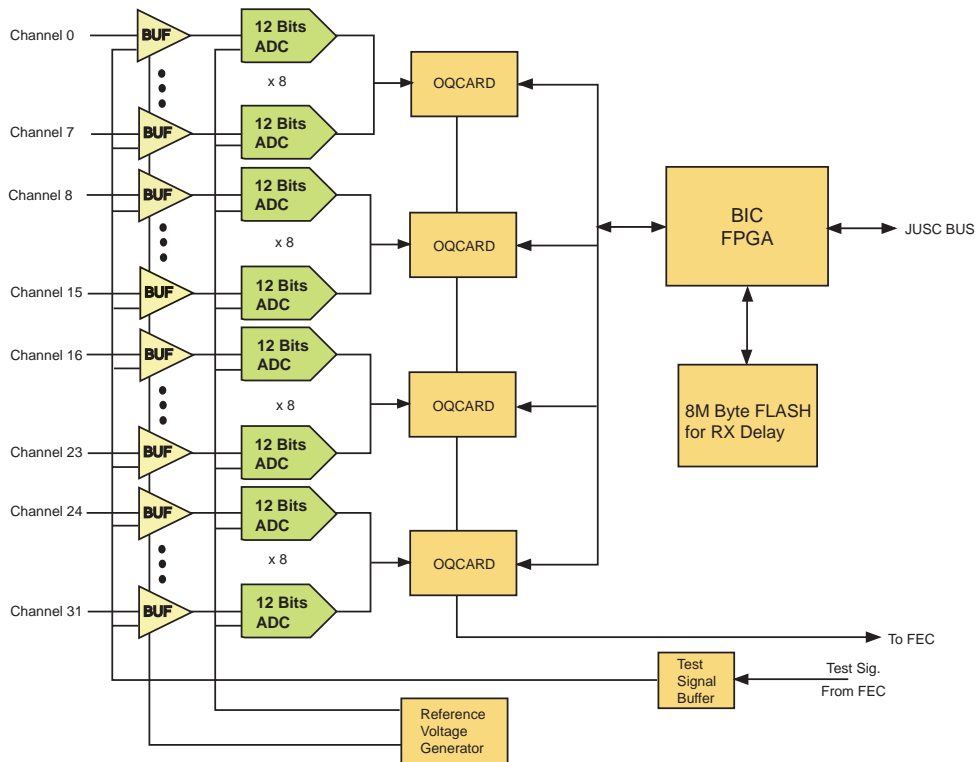 Channel 0
BUF
12 Bits
ADC
x 8
OQCARD
Channel 7
BUF
12 Bits
ADC
Channel 8
BUF
12 Bits
ADC
x 8
OQCARD
BIC
FPGA
JUSC BUS
Channel 15
BUF
12 Bits
ADC
Channel 16
BUF
12 Bits
ADC
x 8
OQCARD
8M Byte FLASH
for RX Delay
Channel 23
BUF
12 Bits
ADC
Channel 24
BUF
12 Bits
ADC
x 8
OQCARD
Channel 31
BUF
12 Bits
ADC
To FEC
Test
Signal
Buffer
Test Sig.
From FEC
Reference
Voltage
Generator